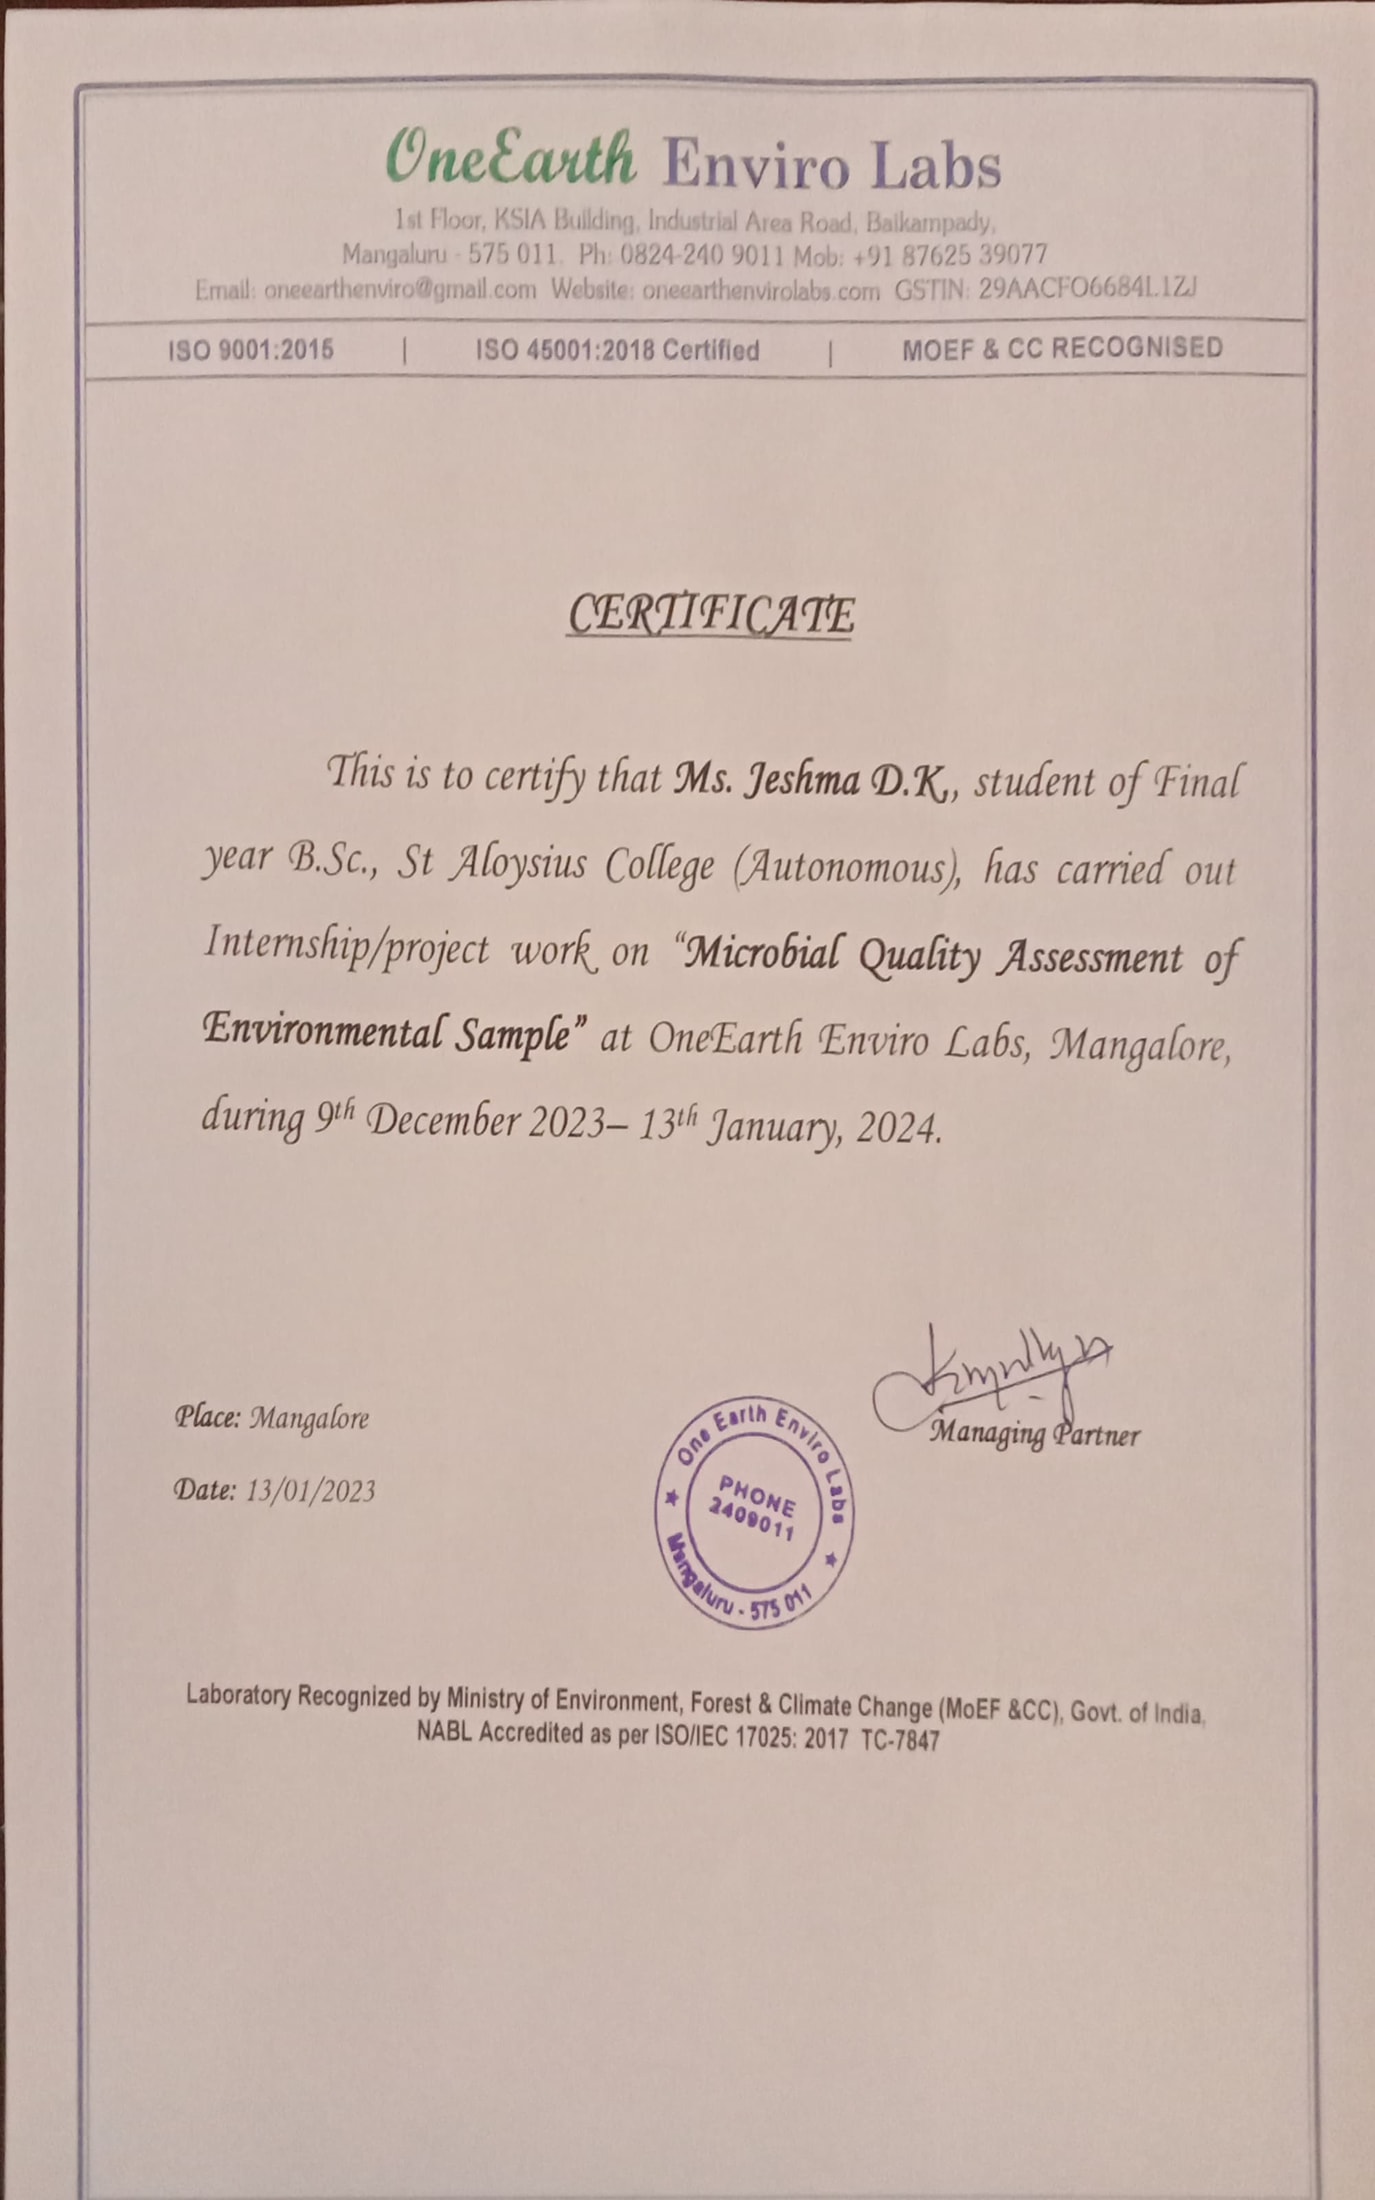 OneEarth Enviro Labs
1st Floor, KSIA Building, Industrial Area Road, Baikampady,
Mangaluru - 575 011. Ph: 0824-240 9011 Mob: +91 87625 39077
Email: oneearthenviro@gmail.com Website: oneearthenvirolabs.com GSTIN: 29AACFO6684L1ZJ
ISO 9001:2015 | ISO 45001:2018 Certified | MOEF & CC RECOGNISED
CERTIFICATE
This is to certify that Ms. Jeshma D.K., student of Final
year B.Sc., St Aloysius College (Autonomous), has carried out
Internship/project work on “Microbial Quality Assessment of
Environmental Sample” at OneEarth Enviro Labs, Mangalore,
during 9th December 2023– 13th January, 2024.
Managing Partner
Place: Mangalore
Date: 13/01/2023
One Earth Enviro Labs
PHONE
2409011
Mangaluru - 575 011
Laboratory Recognized by Ministry of Environment, Forest & Climate Change (MoEF &CC), Govt. of India,
NABL Accredited as per ISO/IEC 17025: 2017 TC-7847